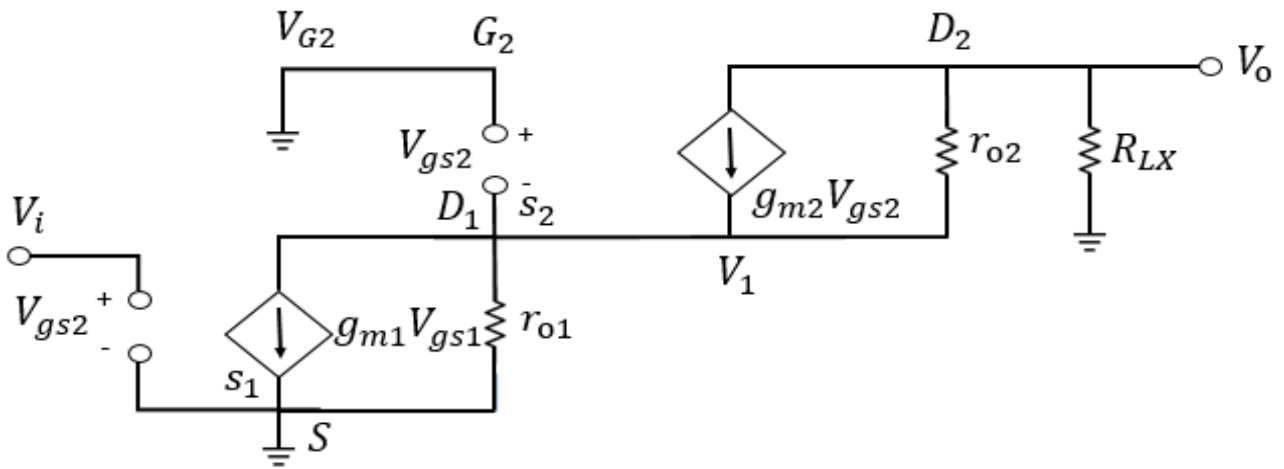 V_{G2} G_2 D_2
V_o
+
V_{gs2} r_{o2} R_{LX}
-
g_{m2}V_{gs2}
D_1 s_2
V_i
V_1
+
V_{gs2} g_{m1}V_{gs1} r_{o1}
-
s_1
S